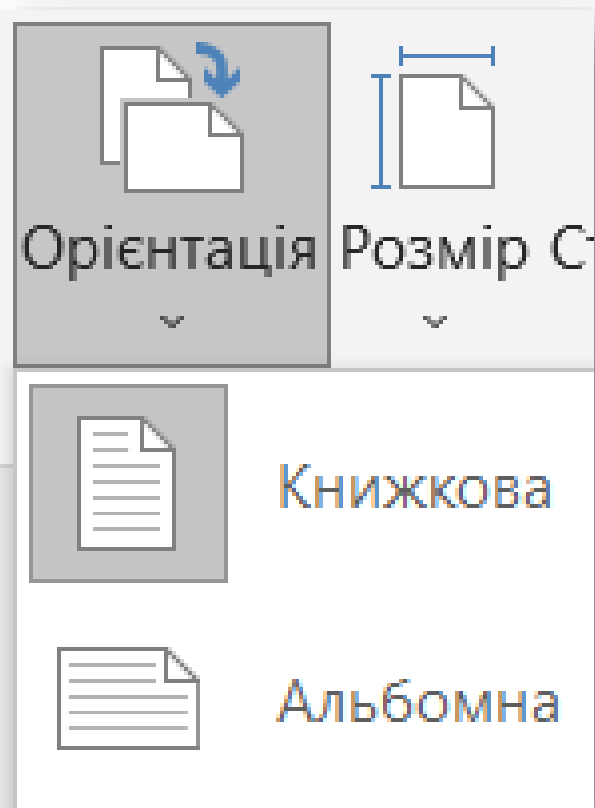 Орієнтація Розмір
Книжкова
Альбомна